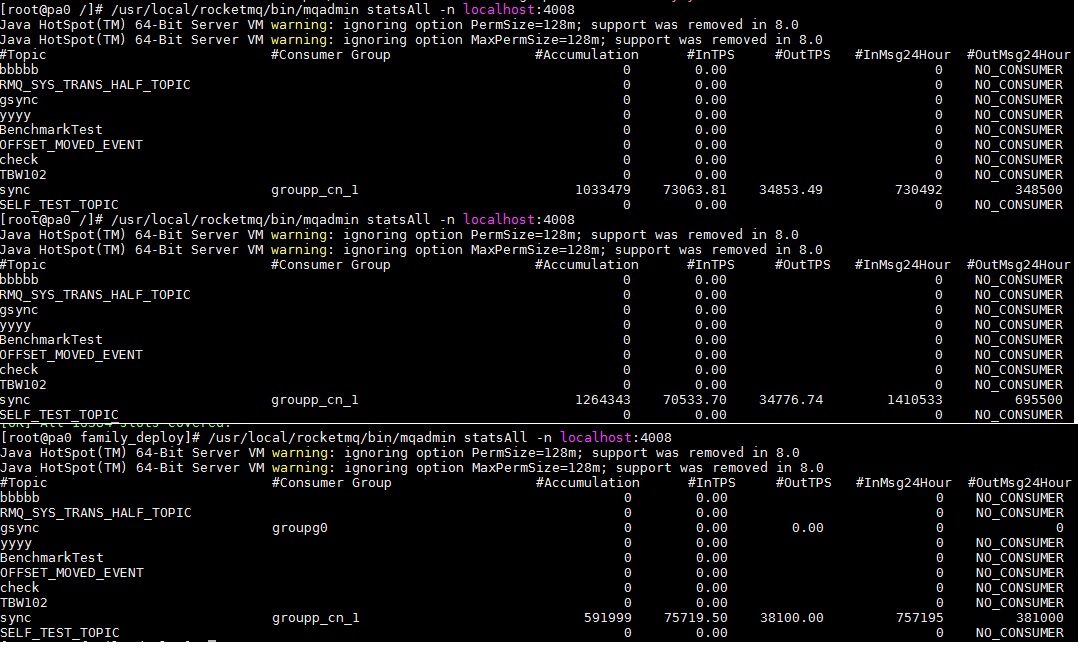 [root@pa0 /]# /usr/local/rocketmq/bin/mqadmin statsAll -n localhost:4008
Java HotSpot(TM) 64-Bit Server VM warning: ignoring option PermSize=128m; support was removed in 8.0
Java HotSpot(TM) 64-Bit Server VM warning: ignoring option MaxPermSize=128m; support was removed in 8.0
#Topic #Consumer Group #Accumulation #InTPS #OutTPS #InMsg24Hour #OutMsg24Hour
bbbbb 0 0.00 0 NO_CONSUMER
RMQ_SYS_TRANS_HALF_TOPIC 0 0.00 0 NO_CONSUMER
gsync 0 0.00 0 NO_CONSUMER
yyyy 0 0.00 0 NO_CONSUMER
BenchmarkTest 0 0.00 0 NO_CONSUMER
OFFSET_MOVED_EVENT 0 0.00 0 NO_CONSUMER
check 0 0.00 0 NO_CONSUMER
TBW102 0 0.00 0 NO_CONSUMER
sync groupp_cn_1 1033479 73063.81 34853.49 730492 348500
SELF_TEST_TOPIC 0 0.00 0 NO_CONSUMER
[root@pa0 /]# /usr/local/rocketmq/bin/mqadmin statsAll -n localhost:4008
Java HotSpot(TM) 64-Bit Server VM warning: ignoring option PermSize=128m; support was removed in 8.0
Java HotSpot(TM) 64-Bit Server VM warning: ignoring option MaxPermSize=128m; support was removed in 8.0
#Topic #Consumer Group #Accumulation #InTPS #OutTPS #InMsg24Hour #OutMsg24Hour
bbbbb 0 0.00 0 NO_CONSUMER
RMQ_SYS_TRANS_HALF_TOPIC 0 0.00 0 NO_CONSUMER
gsync 0 0.00 0 NO_CONSUMER
yyyy 0 0.00 0 NO_CONSUMER
BenchmarkTest 0 0.00 0 NO_CONSUMER
OFFSET_MOVED_EVENT 0 0.00 0 NO_CONSUMER
check 0 0.00 0 NO_CONSUMER
TBW102 0 0.00 0 NO_CONSUMER
sync groupp_cn_1 1264343 70533.70 34776.74 1410533 695500
SELF_TEST_TOPIC 0 0.00 0 NO_CONSUMER
[root@pa0 family_deploy]# /usr/local/rocketmq/bin/mqadmin statsAll -n localhost:4008
Java HotSpot(TM) 64-Bit Server VM warning: ignoring option PermSize=128m; support was removed in 8.0
Java HotSpot(TM) 64-Bit Server VM warning: ignoring option MaxPermSize=128m; support was removed in 8.0
#Topic #Consumer Group #Accumulation #InTPS #OutTPS #InMsg24Hour #OutMsg24Hour
bbbbb 0 0.00 0 NO_CONSUMER
RMQ_SYS_TRANS_HALF_TOPIC 0 0.00 0 NO_CONSUMER
gsync groupg0 0 0.00 0.00 0 0
yyyy 0 0.00 0 NO_CONSUMER
BenchmarkTest 0 0.00 0 NO_CONSUMER
OFFSET_MOVED_EVENT 0 0.00 0 NO_CONSUMER
check 0 0.00 0 NO_CONSUMER
TBW102 0 0.00 0 NO_CONSUMER
sync groupp_cn_1 591999 75719.50 38100.00 757195 381000
SELF_TEST_TOPIC 0 0.00 0 NO_CONSUMER